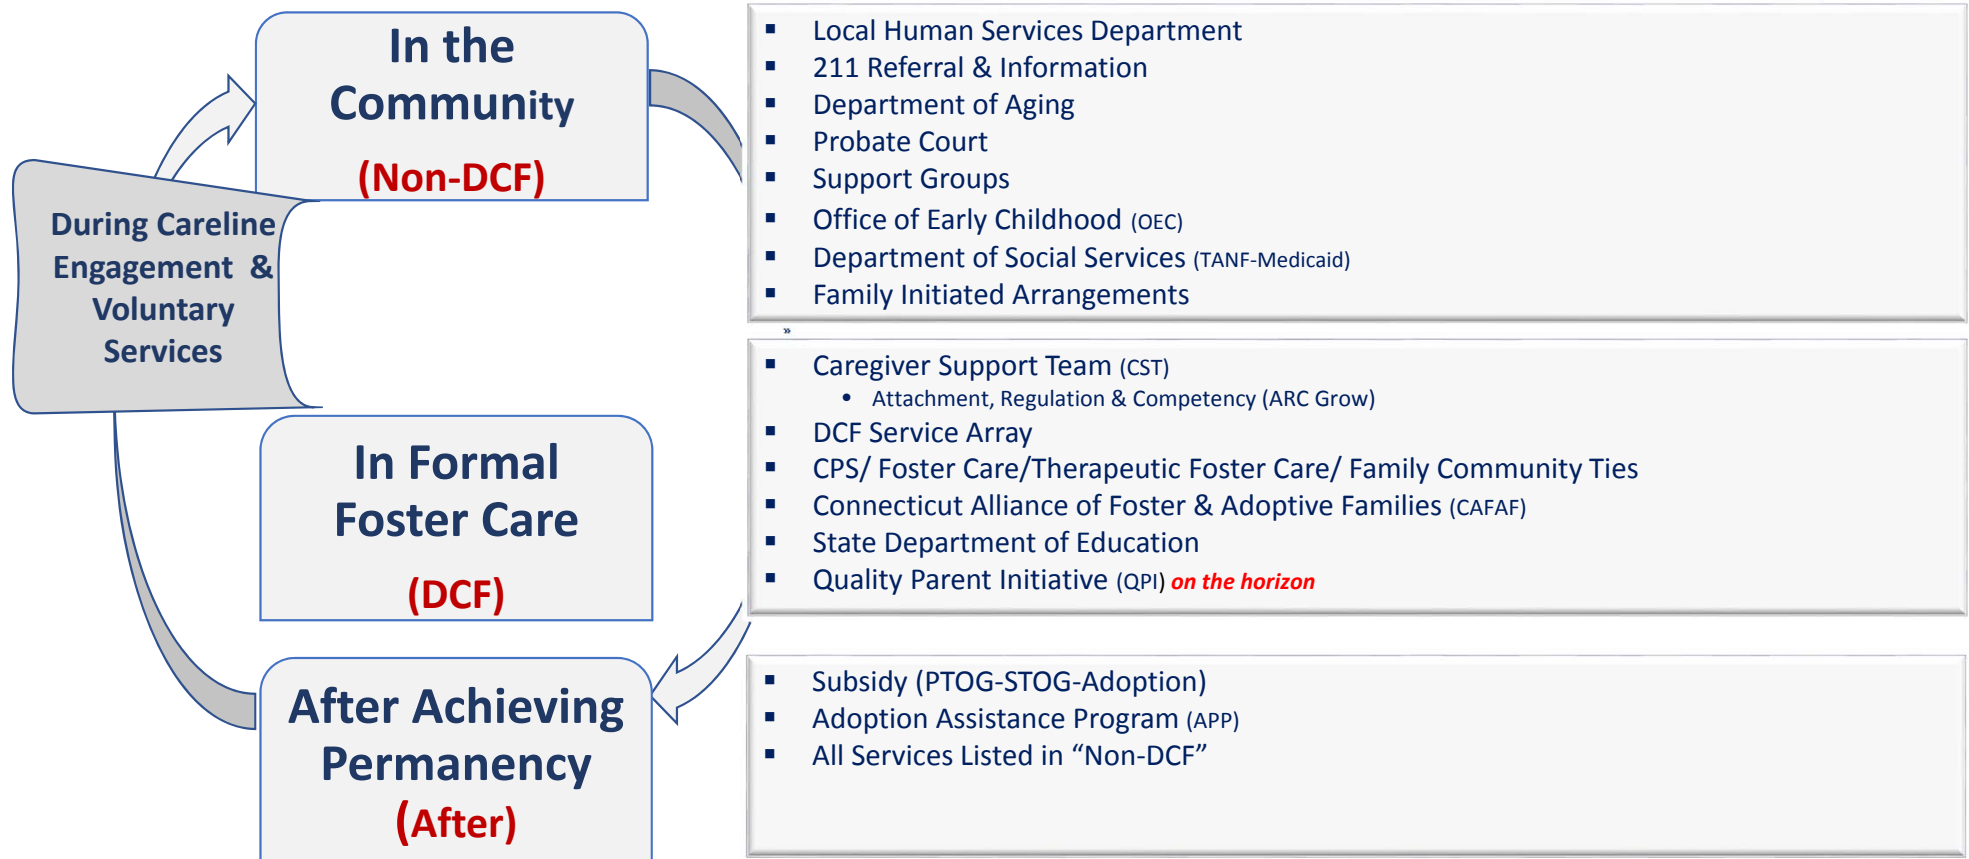 In the
Community
(Non-DCF)
▪ Local Human Services Department
▪ 211 Referral & Information
▪ Department of Aging
▪ Probate Court
▪ Support Groups
▪ Office of Early Childhood (OEC)
▪ Department of Social Services (TANF-Medicaid)
▪ Family Initiated Arrangements
»
During Careline
Engagement &
Voluntary
Services
In Formal
Foster Care
(DCF)
▪ Caregiver Support Team (CST)
• Attachment, Regulation & Competency (ARC Grow)
▪ DCF Service Array
▪ CPS/ Foster Care/Therapeutic Foster Care/ Family Community Ties
▪ Connecticut Alliance of Foster & Adoptive Families (CAFAF)
▪ State Department of Education
▪ Quality Parent Initiative (QPI) on the horizon
After Achieving
Permanency
(After)
▪ Subsidy (PTOG-STOG-Adoption)
▪ Adoption Assistance Program (APP)
▪ All Services Listed in “Non-DCF”